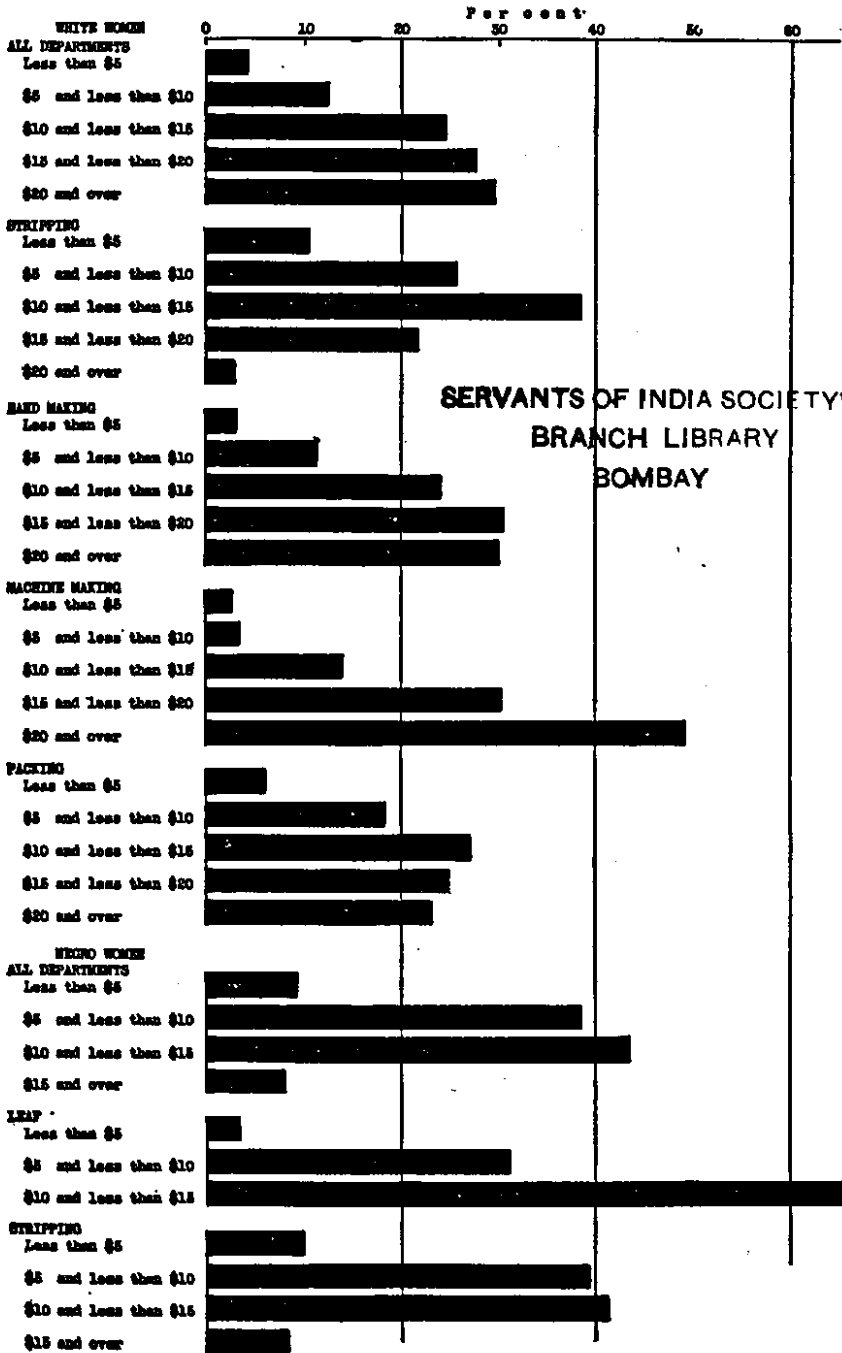 Per cent
WHITE WOMEN
0 10 20 30 40 50 60
ALL DEPARTMENTS
Less than $5
$5 and less than $10
$10 and less than $15
$15 and less than $20
$20 and over
STRIPPING
Less than $5
$5 and less than $10
$10 and less than $15
$15 and less than $20
$20 and over
SERVANTS OF INDIA SOCIETY'
BRANCH LIBRARY
BOMBAY
HAND MAKING
Less than $5
$5 and less than $10
$10 and less than $15
$15 and less than $20
$20 and over
MACHINE MAKING
Less than $5
$5 and less than $10
$10 and less than $15
$15 and less than $20
$20 and over
PACKING
Less than $5
$5 and less than $10
$10 and less than $15
$15 and less than $20
$20 and over
NEGRO WOMEN
ALL DEPARTMENTS
Less than $5
$5 and less than $10
$10 and less than $15
$15 and over
LEAF
Less than $5
$5 and less than $10
$10 and less than $15
STRIPPING
Less than $5
$5 and less than $10
$10 and less than $15
$15 and over